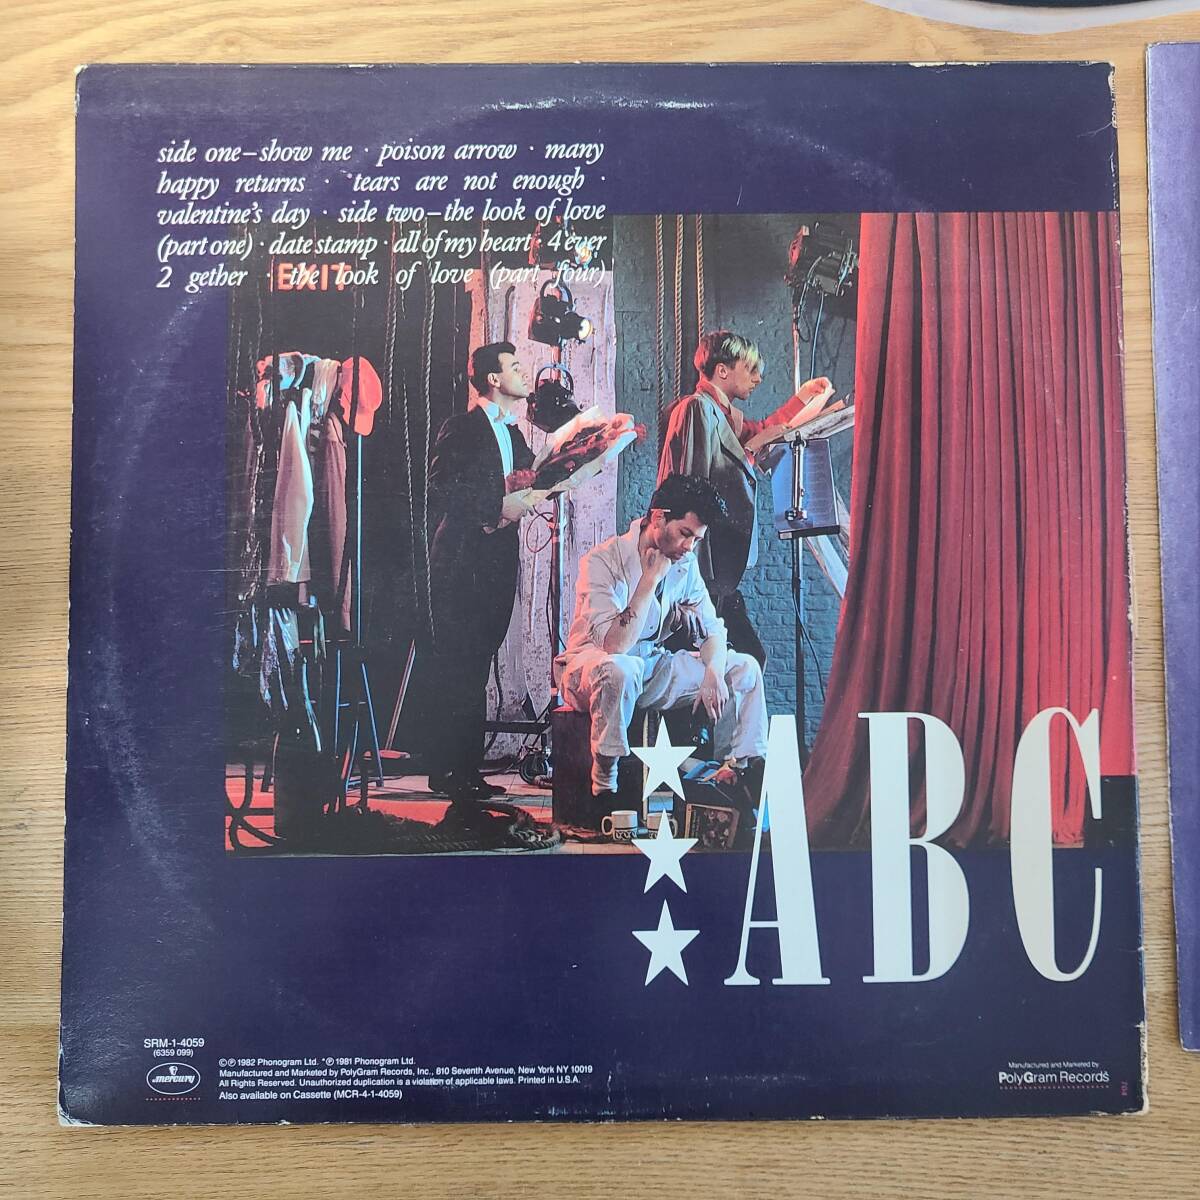 side one–show me · poison arrow · many
happy returns · *tears are not enough ·
valentine's day · side two–the look of love
(part one) · date stamp · all of my heart · 4 ever
2 gether · the look of love (part four)
EXIT
ABC
SRM-1-4059
(6359 099)
mercury
©℗ 1982 Phonogram Ltd. *℗ 1981 Phonogram Ltd.
Manufactured and Marketed by PolyGram Records, Inc., 810 Seventh Avenue, New York NY 10019
All Rights Reserved. Unauthorized duplication is a violation of applicable laws. Printed in U.S.A.
Also available on Cassette (MCR-4-1-4059)
Manufactured and Marketed by
PolyGram Records
704